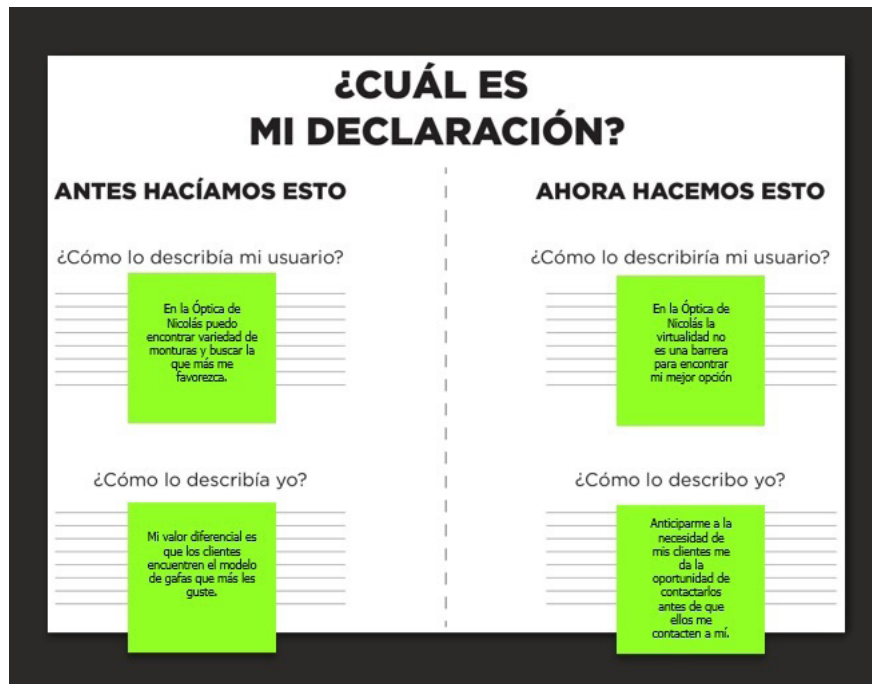 ¿CUÁL ES
MI DECLARACIÓN?
ANTES HACÍAMOS ESTO
¿Cómo lo describía mi usuario?
En la Óptica de
Nicolás puedo
encontrar variedad de
monturas y buscar la
que más me
favorezca.
¿Cómo lo describía yo?
Mi valor diferencial es
que los clientes
encuentren el modelo
de gafas que más les
guste.
AHORA HACEMOS ESTO
¿Cómo lo describiría mi usuario?
En la Óptica de
Nicolás la
virtualidad no
es una barrera
para encontrar
mi mejor opción
¿Cómo lo describo yo?
Anticiparme a la
necesidad de
mis clientes me
da la
oportunidad de
contactarlos
antes de que
ellos me
contacten a mí.